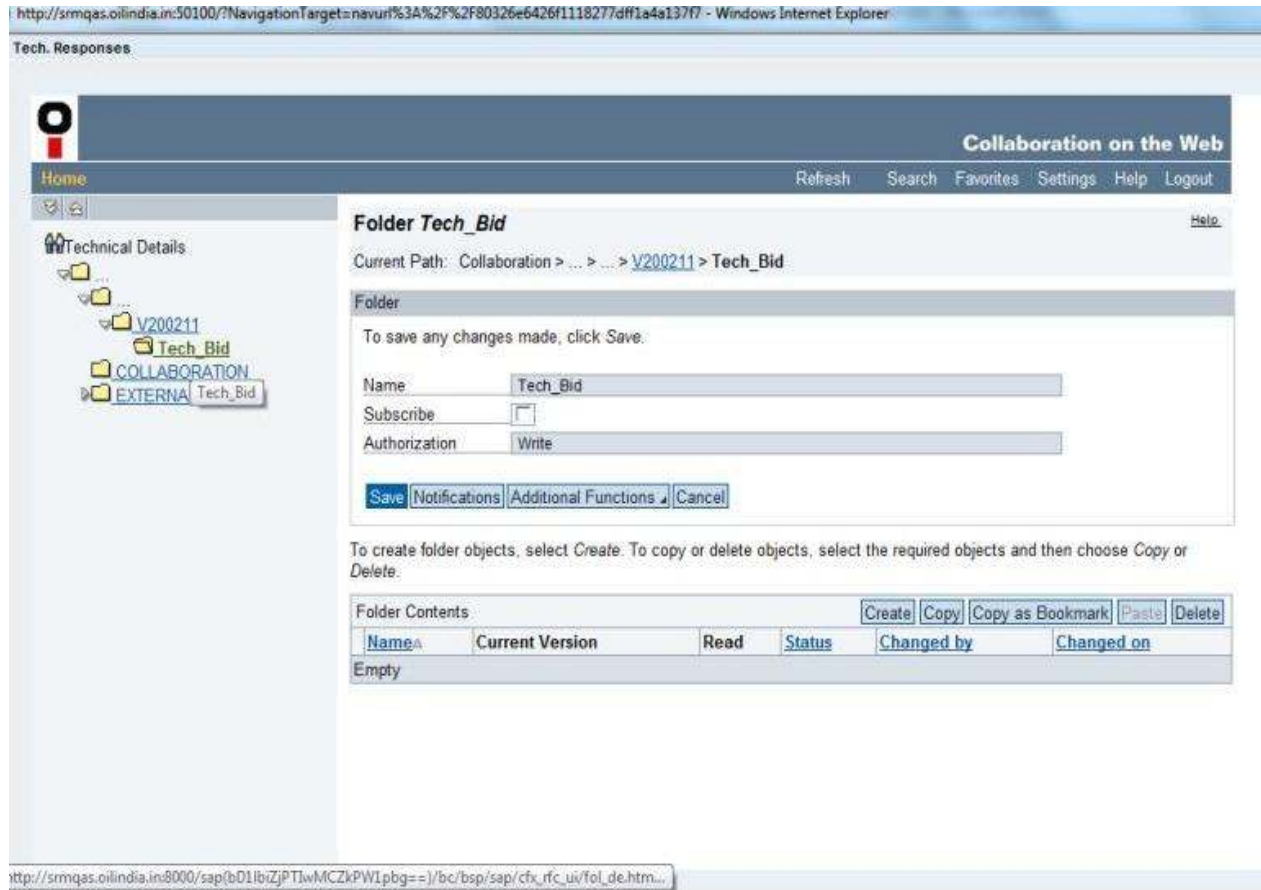 http://srmqas.oilindia.in:50100/?NavigationTarget=navurl%3A%2F%2F80326e6426f1118277dff1a4a137f7 - Windows Internet Explorer
Tech. Responses
Collaboration on the Web
Home Refresh Search Favorites Settings Help Logout
Technical Details
...
...
V200211
Tech_Bid
COLLABORATION
EXTERNA Tech_Bid
Folder Tech_Bid Help
Current Path: Collaboration > ... > ... > V200211 > Tech_Bid
Folder
To save any changes made, click Save.
Name Tech_Bid
Subscribe
Authorization Write
Save Notifications Additional Functions Cancel
To create folder objects, select Create. To copy or delete objects, select the required objects and then choose Copy or
Delete.
Folder Contents Create Copy Copy as Bookmark Paste Delete
Name Current Version Read Status Changed by Changed on
Empty
http://srmqas.oilindia.in:8000/sap(bD1lbiZjPTIwMCZkPW1pbg==)/bc/bsp/sap/cfx_rfc_ui/fol_de.htm...